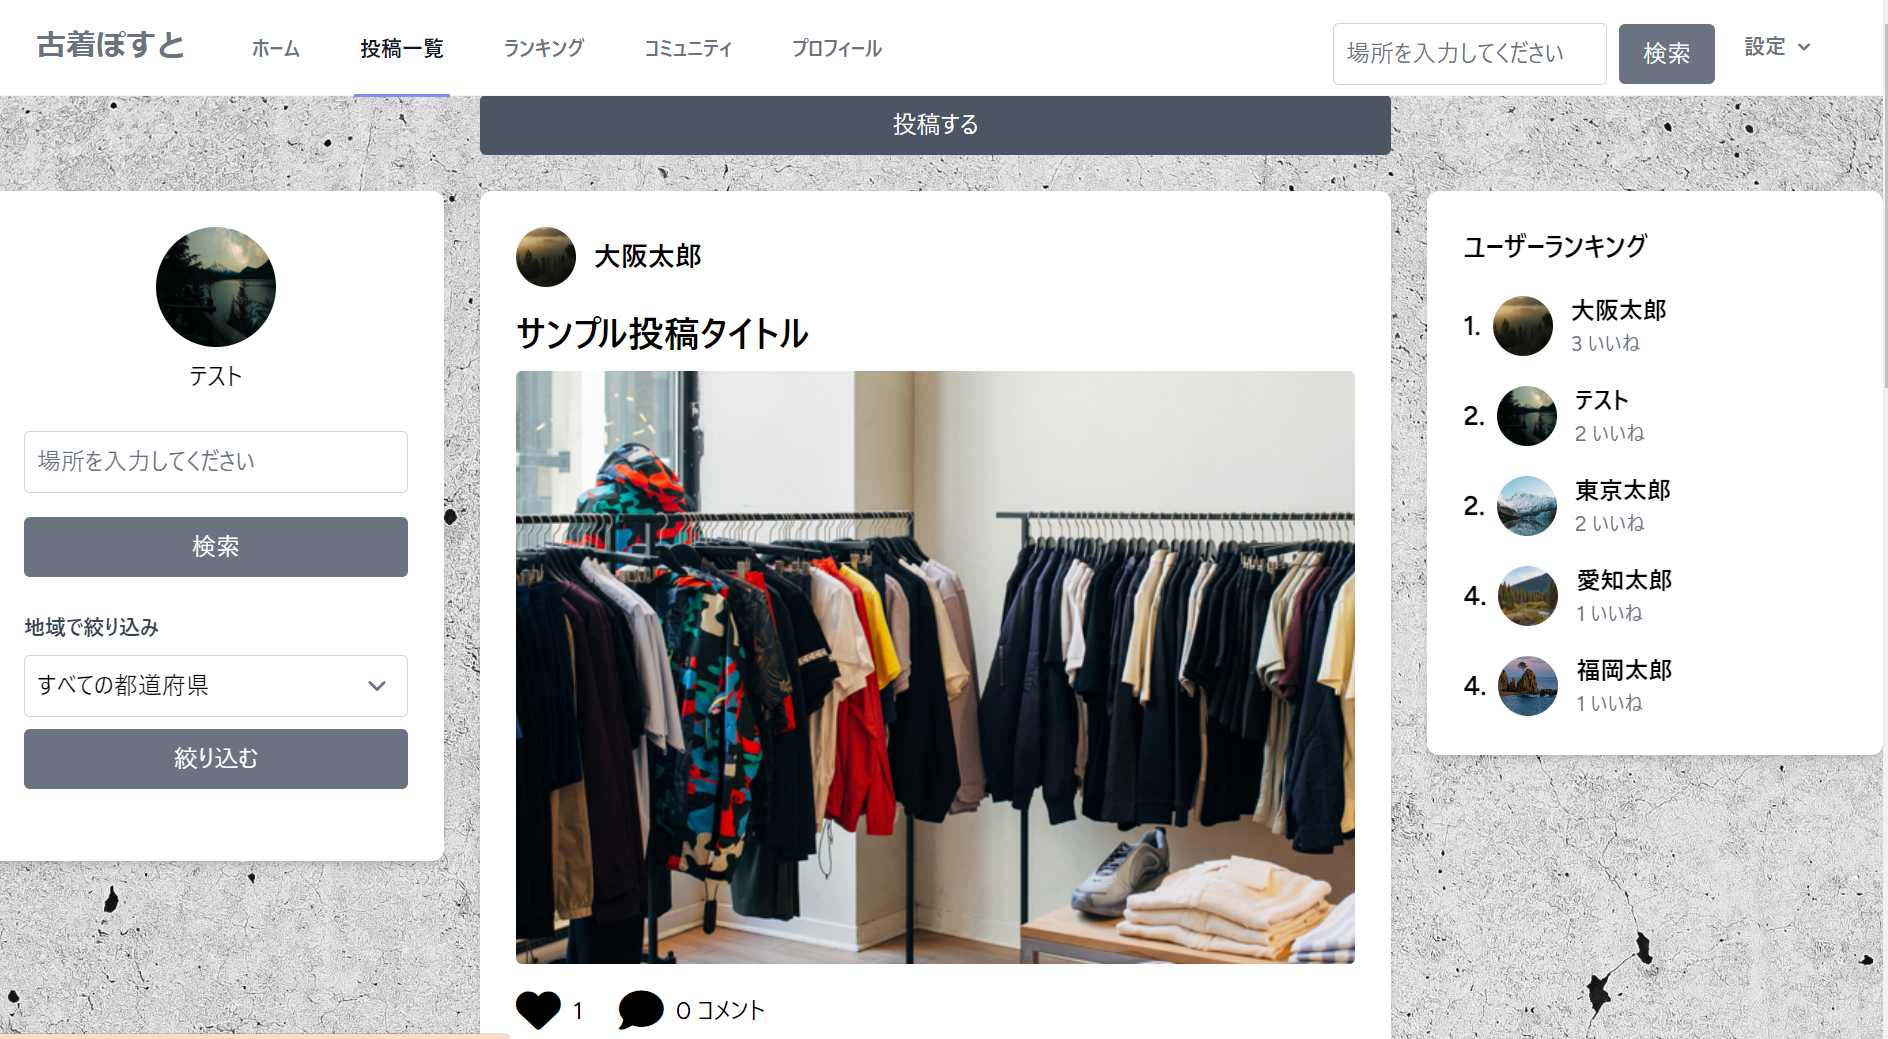 古着ぽすと
ホーム
投稿一覧
ランキング
コミュニティ
プロフィール
場所を入力してください
検索
設定
投稿する
テスト
場所を入力してください
検索
地域で絞り込み
すべての都道府県
絞り込む
大阪太郎
サンプル投稿タイトル
1
0 コメント
ユーザーランキング
1.
大阪太郎
3 いいね
2.
テスト
2 いいね
2.
東京太郎
2 いいね
4.
愛知太郎
1 いいね
4.
福岡太郎
1 いいね